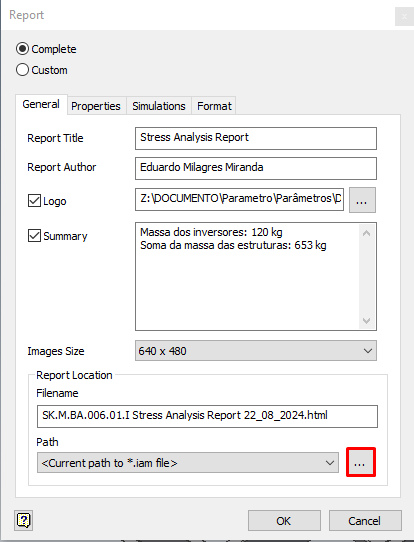 Report
x
Complete
Custom
General Properties Simulations Format
Report Title Stress Analysis Report
Report Author Eduardo Milagres Miranda
Logo Z:\DOCUMENTO\Parametro\Parâmetros\D ...
Summary Massa dos inversores: 120 kg
Soma da massa das estruturas: 653 kg
Images Size 640 x 480
Report Location
Filename
SK.M.BA.006.01.I Stress Analysis Report 22_08_2024.html
Path
<Current path to *.iam file> ...
? OK Cancel